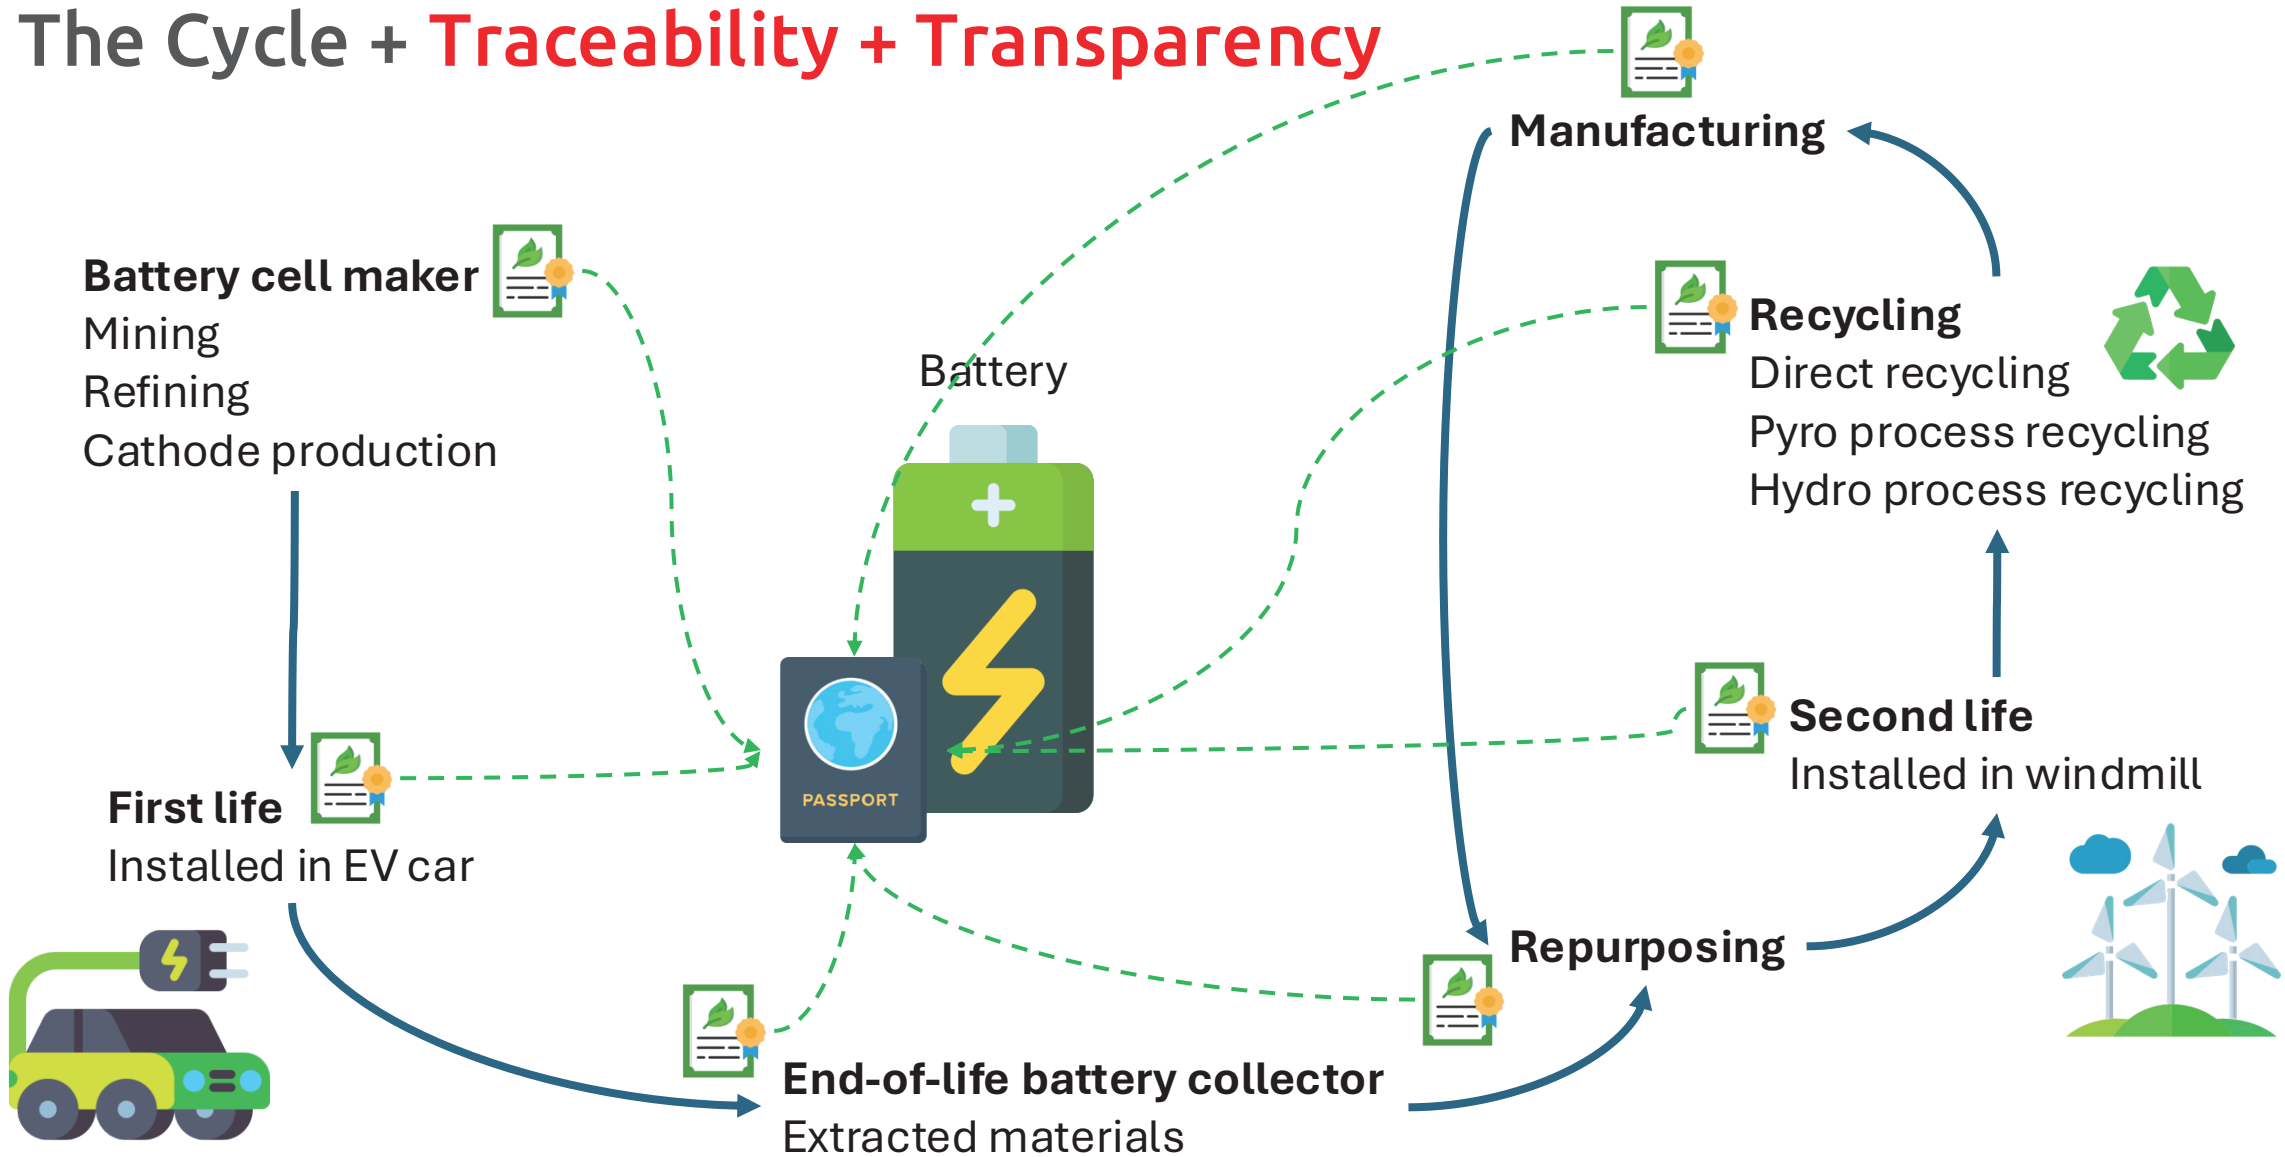 The Cycle + Traceability + Transparency
Manufacturing
Battery cell maker
Mining
Refining
Cathode production
Battery
Recycling
Direct recycling
Pyro process recycling
Hydro process recycling
PASSPORT
First life
Installed in EV car
Second life
Installed in windmill
Repurposing
End-of-life battery collector
Extracted materials